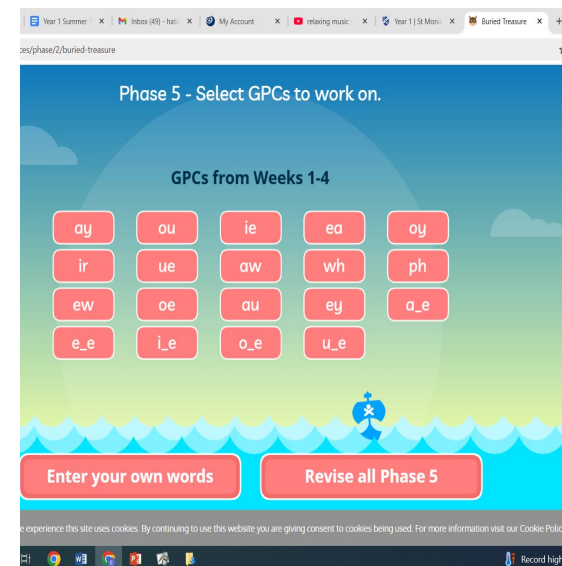 Year 1 Summer
Inbox (49) - hat
My Account
relaxing music -
Year 1 | St Moni
Buried Treasure
ces/phase/2/buried-treasure
Phase 5 - Select GPCs to work on.
GPCs from Weeks 1-4
ay ou ie ea oy
ir ue aw wh ph
ew oe au ey a_e
e_e i_e o_e u_e
Enter your own words
Revise all Phase 5
e experience this site uses cookies. By continuing to use this website you are giving consent to cookies being used. For more information visit our Cookie Polic
Record high